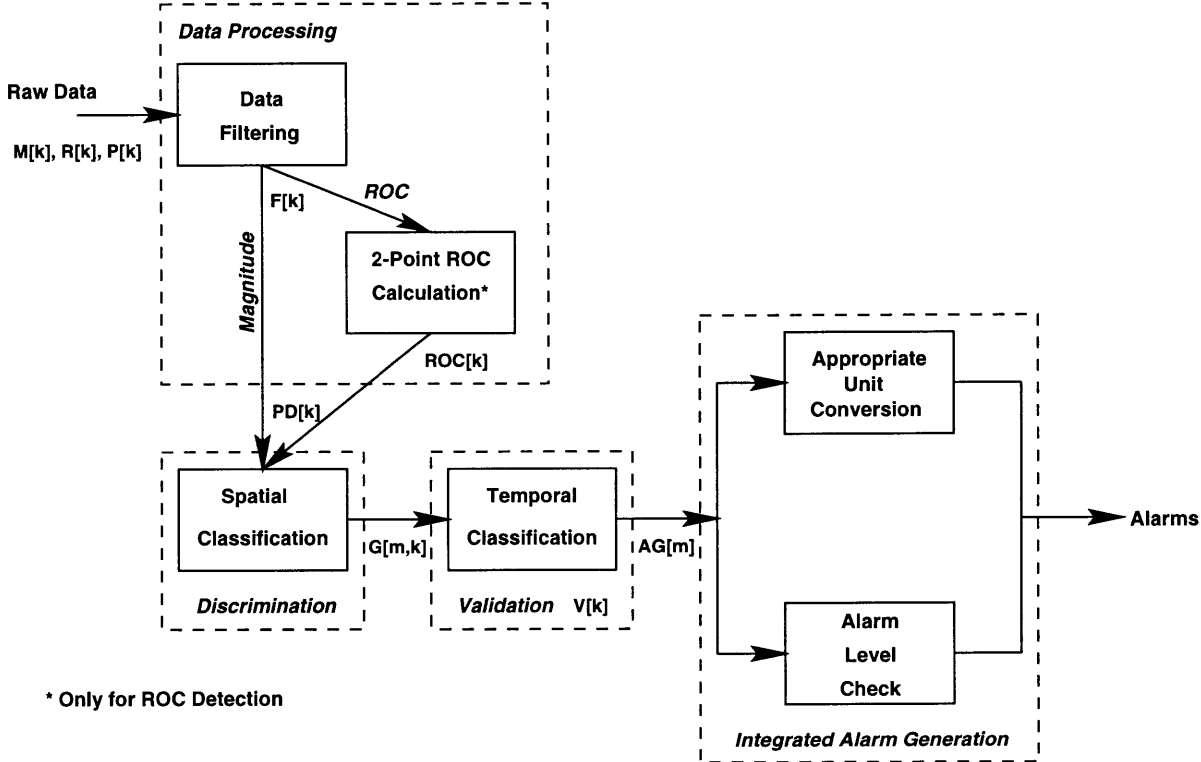 Data Processing
Raw Data
M[k], R[k], P[k]
Data
Filtering
F[k]
ROC
Magnitude
2-Point ROC
Calculation*
ROC[k]
PD[k]
Spatial
Classification
Discrimination
G[m,k]
Temporal
Classification
Validation V[k]
AG[m]
Appropriate
Unit
Conversion
Alarm
Level
Check
Integrated Alarm Generation
Alarms
* Only for ROC Detection